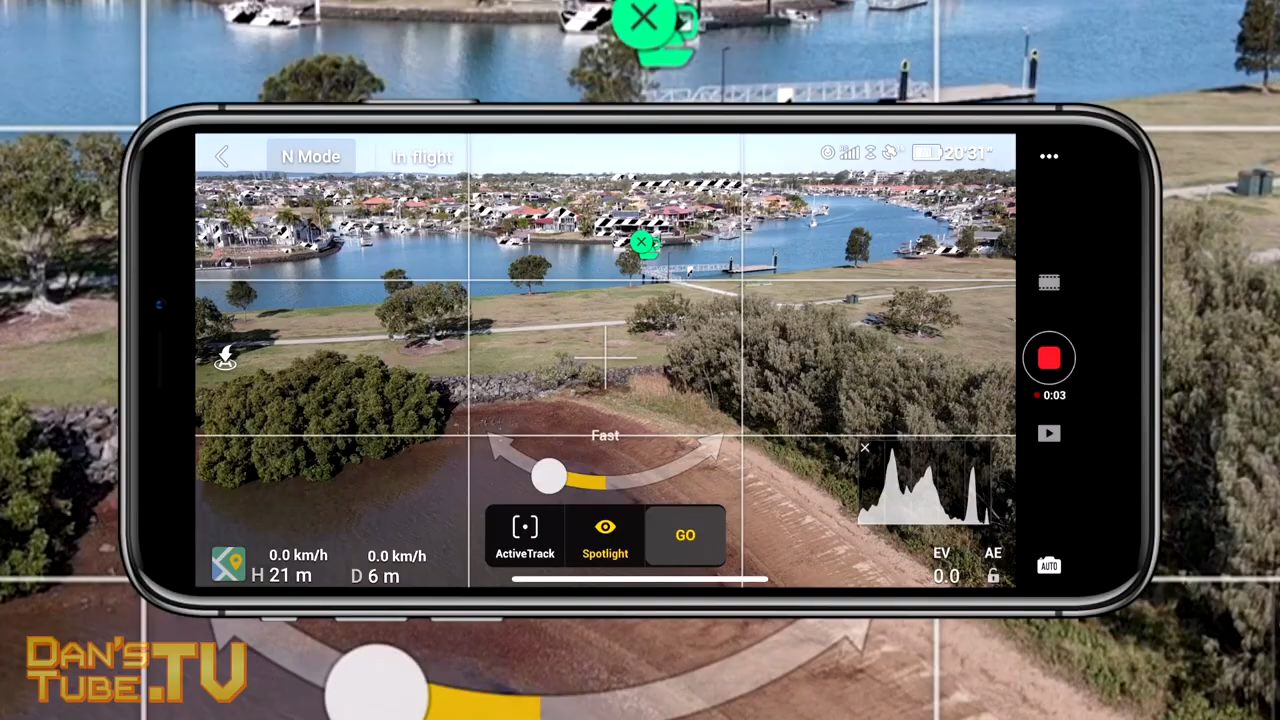 N Mode
In flight
20'31"
Fast
0:03
ActiveTrack
Spotlight
GO
0.0 km/h
0.0 km/h
H 21 m
D 6 m
EV
AE
0.0
AUTO
DAN'S
TUBE.TV